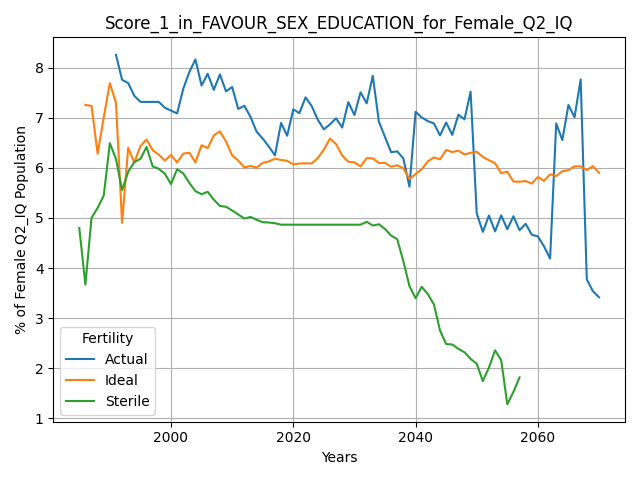 Score_1_in_FAVOUR_SEX_EDUCATION_for_Female_Q2_IQ
% of Female Q2_IQ Population
8
7
6
5
4
3
2
1
Fertility
Actual
Ideal
Sterile
2000
2020
2040
2060
Years